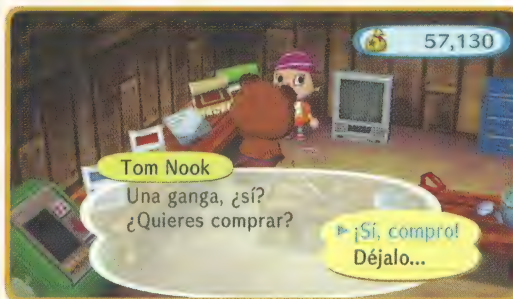 57,130
Tom Nook
Una ganga, ¿sí?
¿Quieres comprar?
¡Sí, compro!
Déjalo...